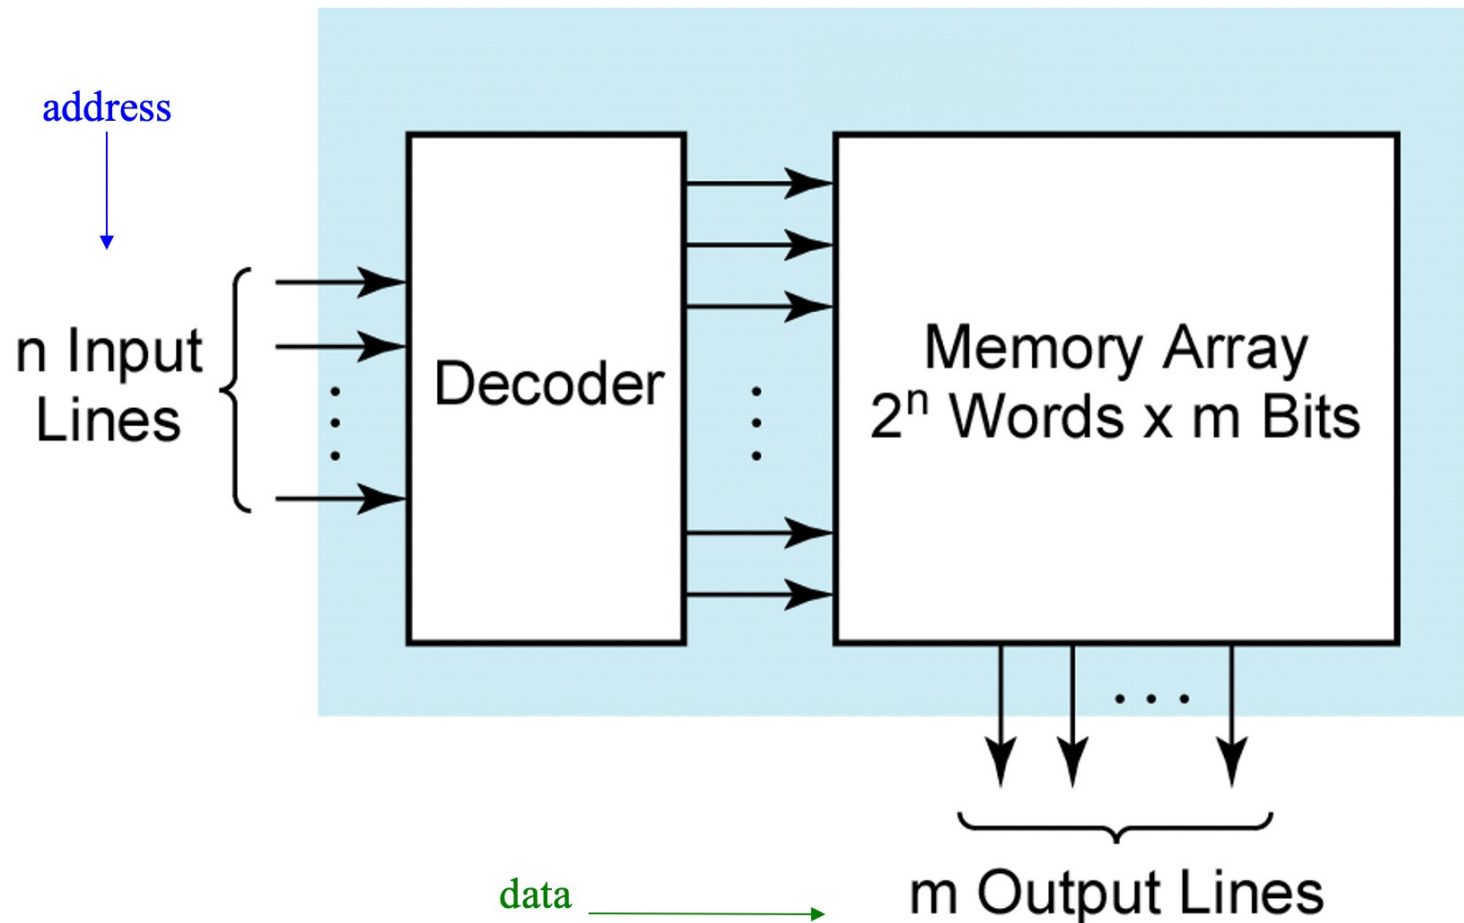 address
n Input
Lines
Decoder
Memory Array
2ⁿ Words x m Bits
data
m Output Lines